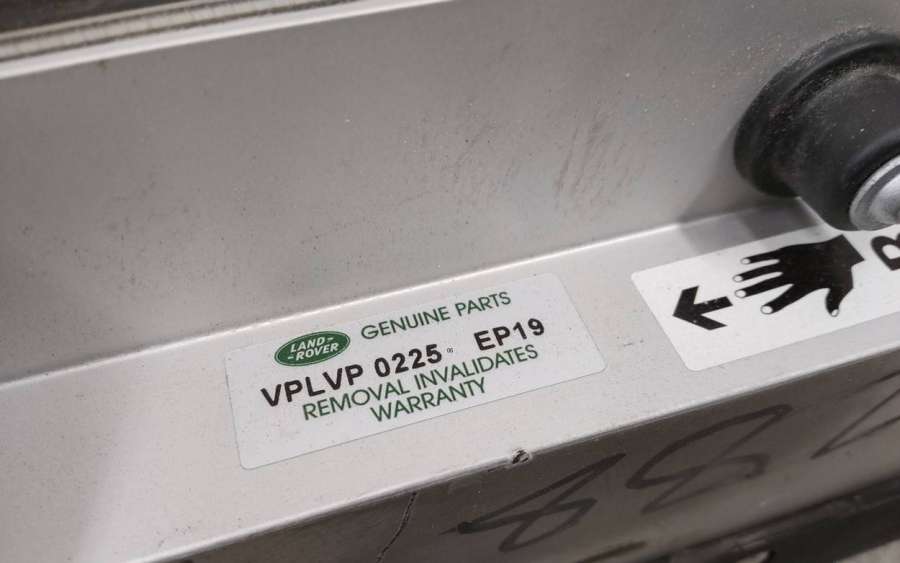 GENUINE PARTS
LAND-
-ROVER
VPLVP 0225 EP19
REMOVAL INVALIDATES
WARRANTY